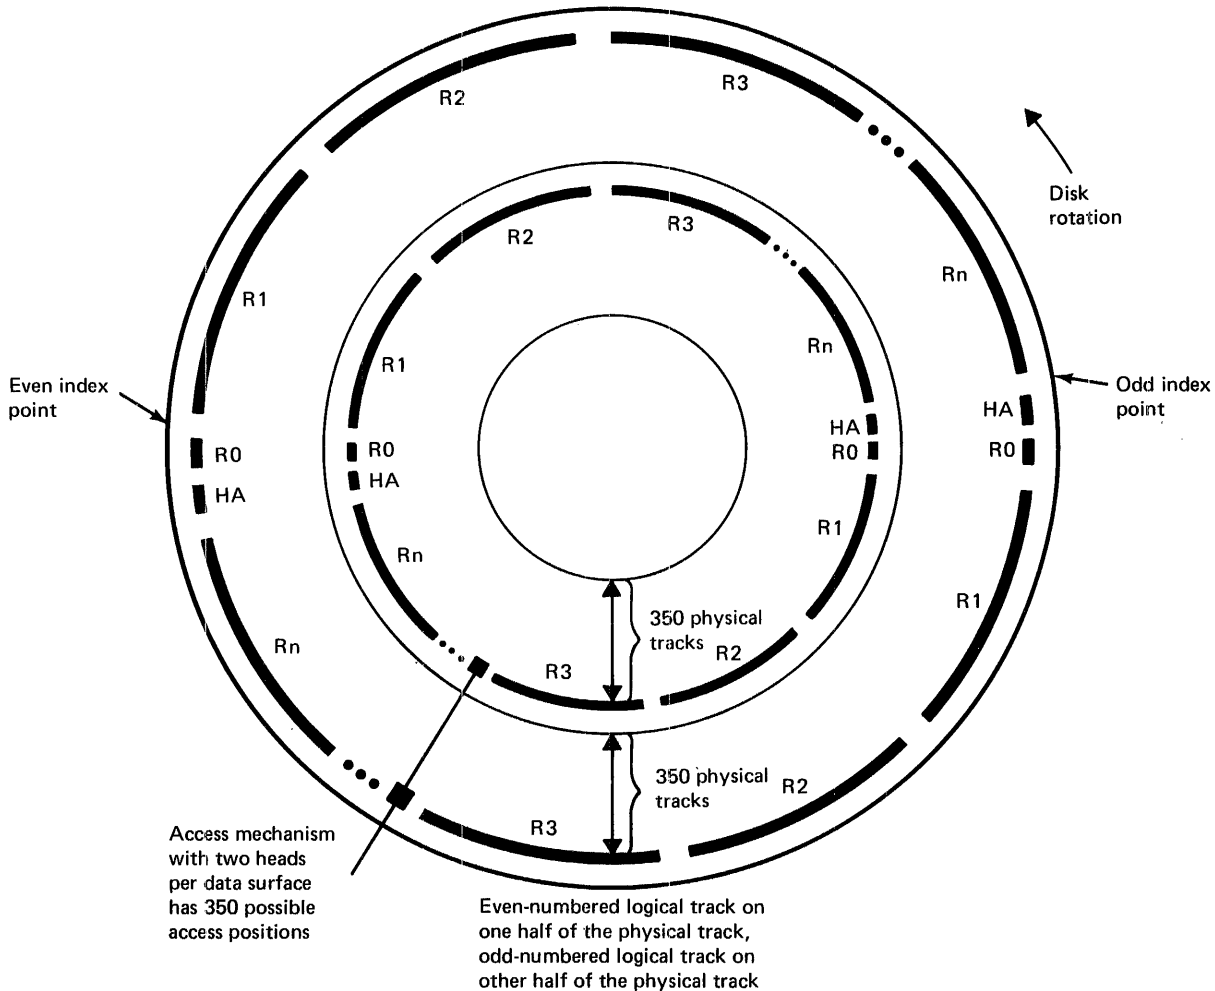 R2
R3
Disk
rotation
R2
R3
R1
Rn
R1
Rn
Even index
point
Odd index
point
HA
HA
R0
R0
R0
R0
HA
HA
R1
Rn
R1
350 physical
tracks
Rn
R3
R2
350 physical
tracks
R2
R3
Access mechanism
with two heads
per data surface
has 350 possible
access positions
Even-numbered logical track on
one half of the physical track,
odd-numbered logical track on
other half of the physical track